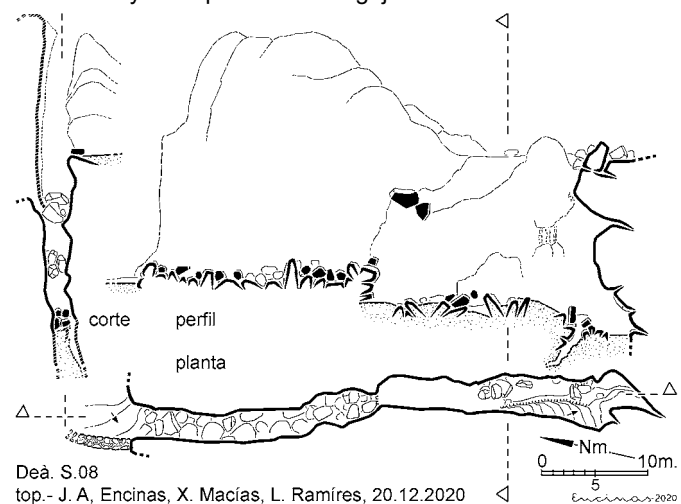 corte
perfil
planta
Nm.
0 10m.
5
Deà. S.08
top.- J. A, Encinas, X. Macías, L. Ramíres, 20.12.2020
Encinas 2020